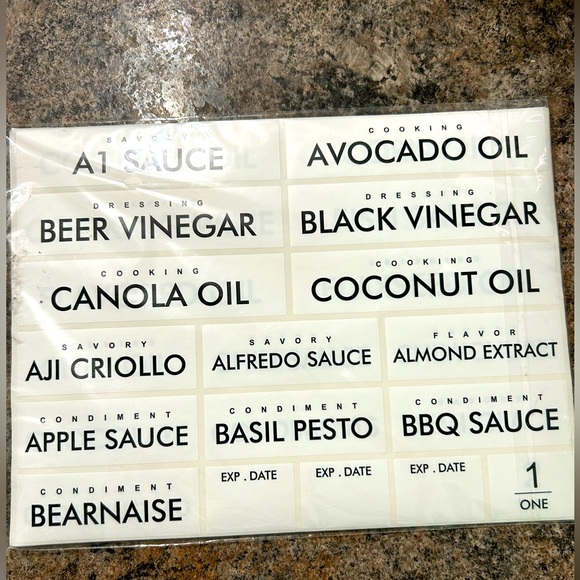 SAVORY
A1 SAUCE
COOKING
AVOCADO OIL
DRESSING
BEER VINEGAR
DRESSING
BLACK VINEGAR
COOKING
CANOLA OIL
COOKING
COCONUT OIL
SAVORY
AJI CRIOLLO
SAVORY
ALFREDO SAUCE
FLAVOR
ALMOND EXTRACT
CONDIMENT
APPLE SAUCE
CONDIMENT
BASIL PESTO
CONDIMENT
BBQ SAUCE
CONDIMENT
BEARNAISE
EXP . DATE
EXP . DATE
EXP . DATE
1
ONE